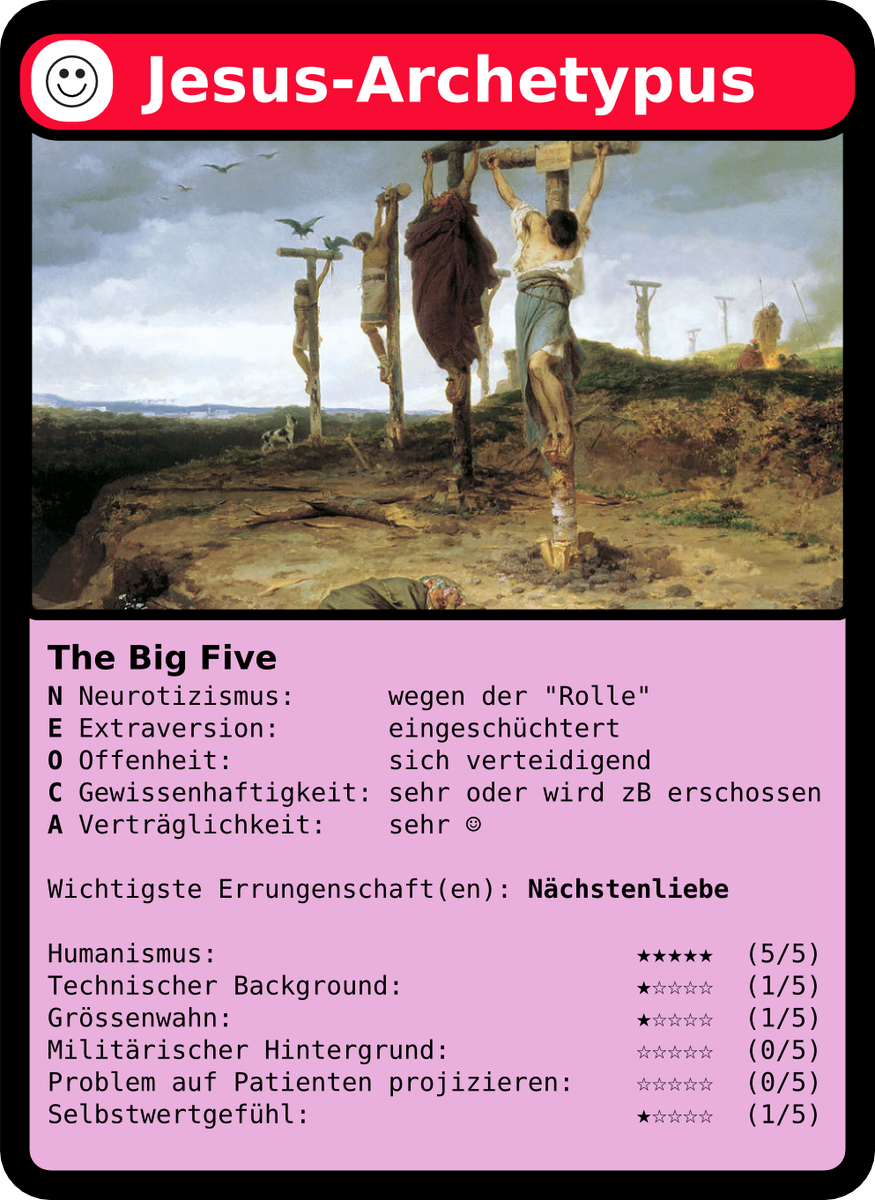 Jesus-Archetypus
The Big Five
N Neurotizismus: wegen der "Rolle"
E Extraversion: eingeschüchtert
O Offenheit: sich verteidigend
C Gewissenhaftigkeit: sehr oder wird zB erschossen
A Verträglichkeit: sehr ☺
Wichtigste Errungenschaft(en): Nächstenliebe
Humanismus: ★★★★★ (5/5)
Technischer Background: ★☆☆☆☆ (1/5)
Grössenwahn: ★☆☆☆☆ (1/5)
Militärischer Hintergrund: ☆☆☆☆☆ (0/5)
Problem auf Patienten projizieren: ☆☆☆☆☆ (0/5)
Selbstwertgefühl: ★☆☆☆☆ (1/5)